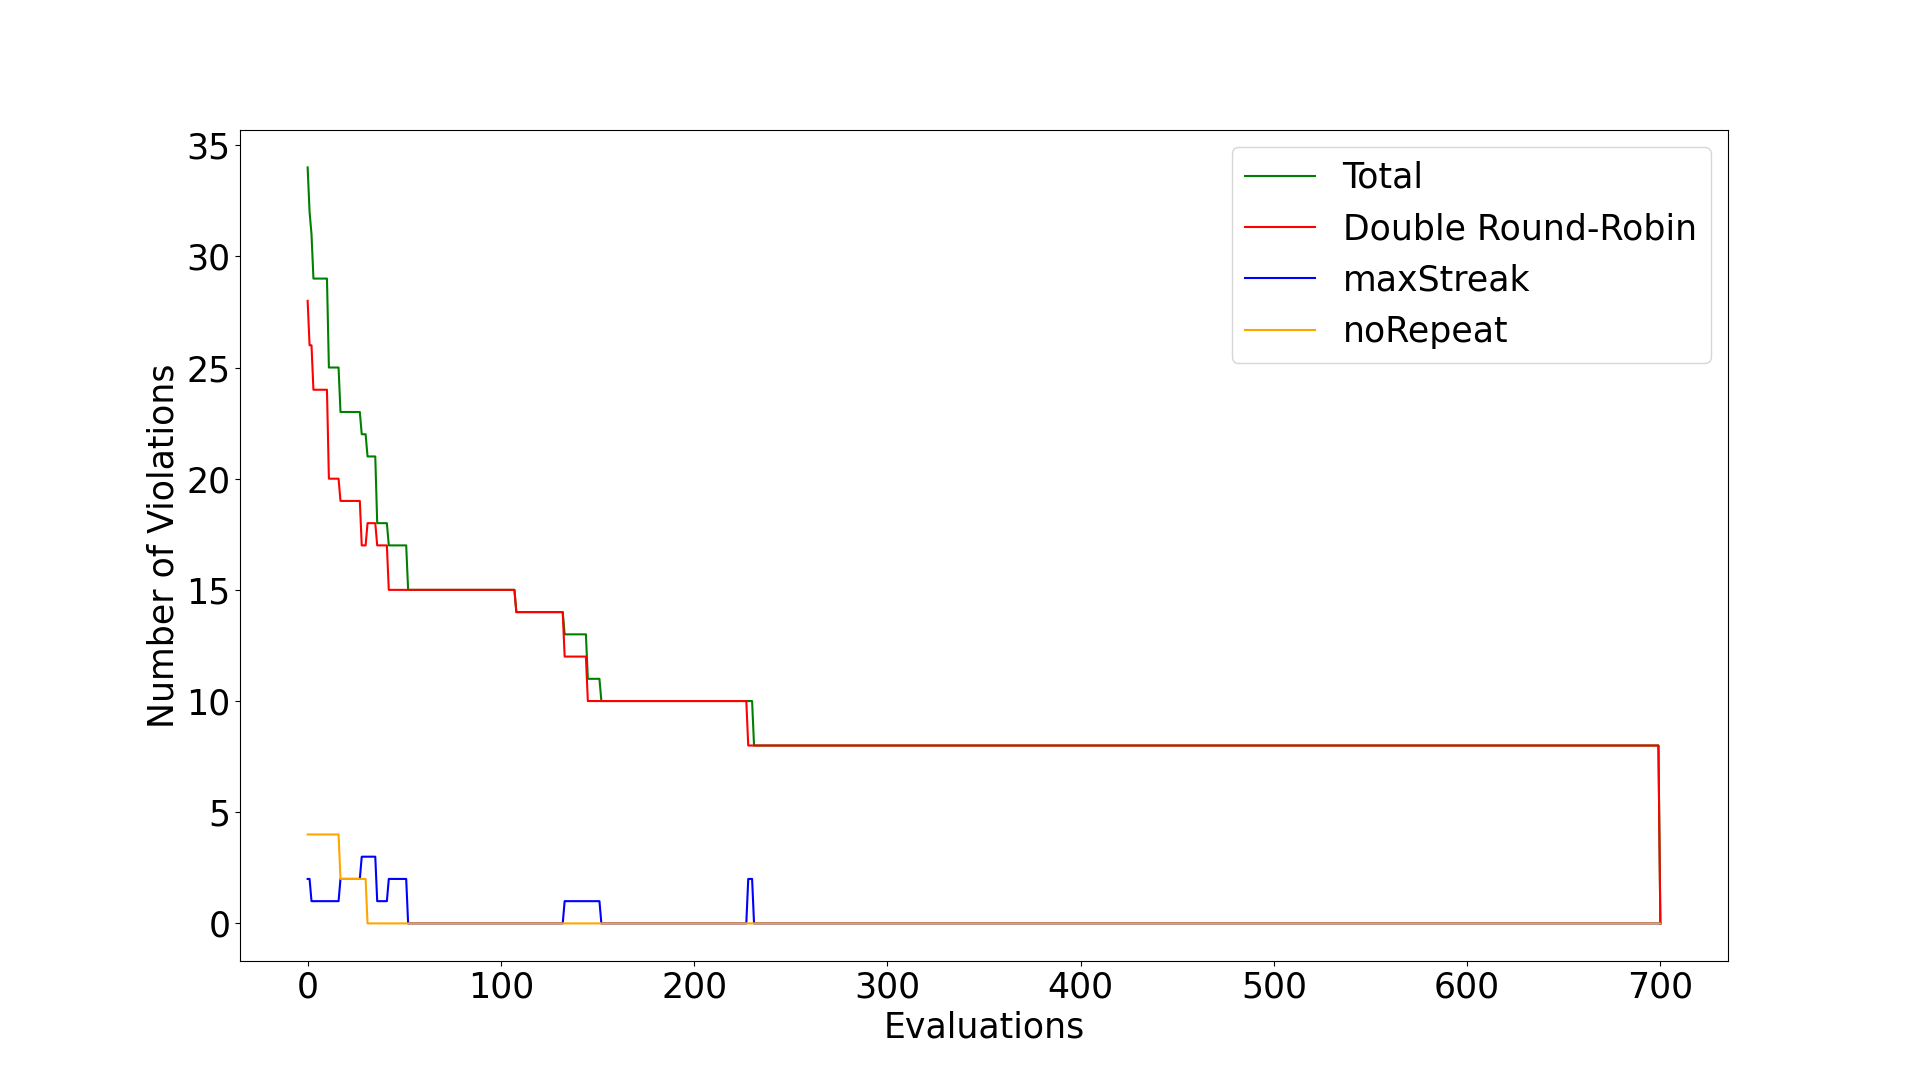 35
30
25
20
15
10
5
0
Number of Violations
Total
Double Round-Robin
maxStreak
noRepeat
0 100 200 300 400 500 600 700
Evaluations